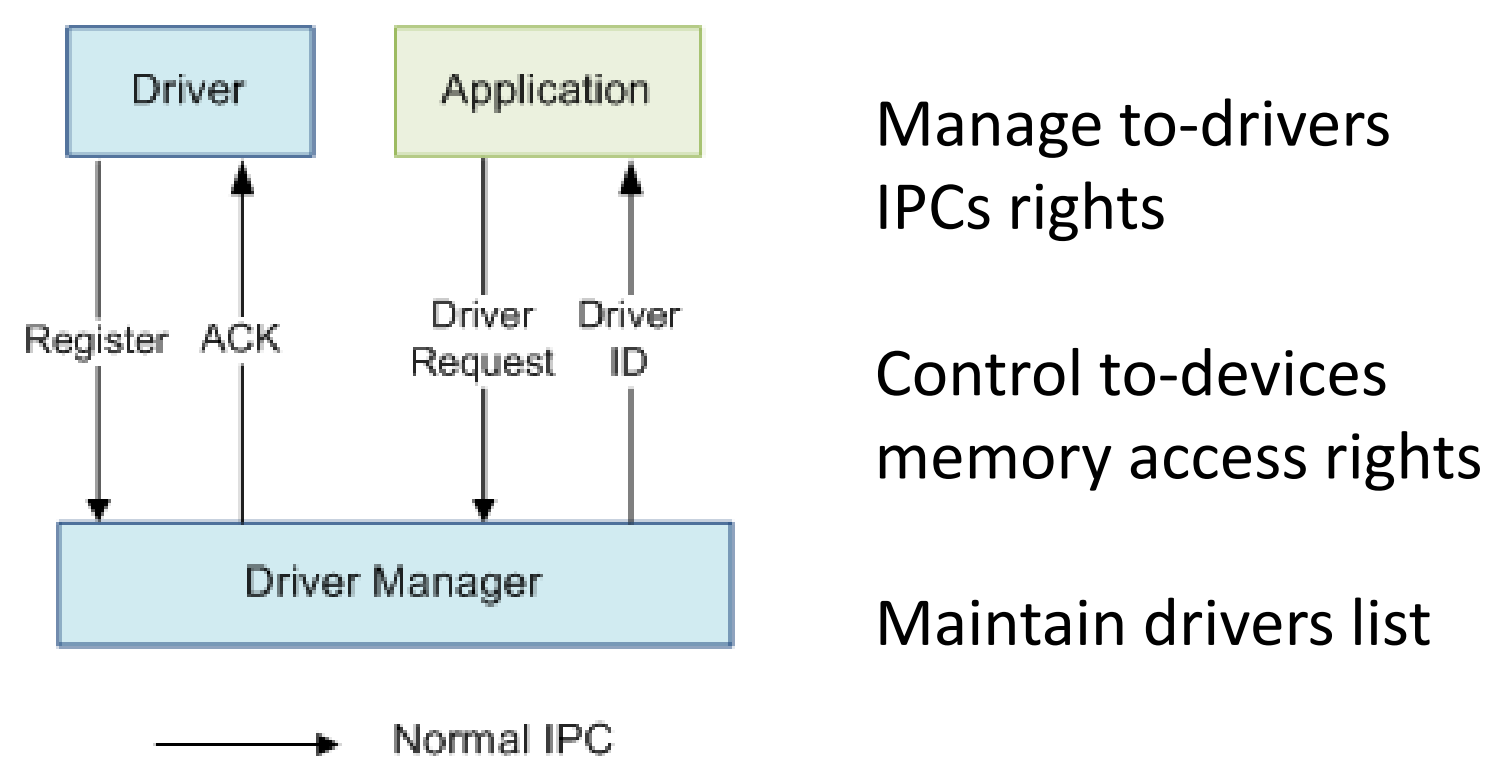 Driver
Application
Register
ACK
Driver
Request
Driver
ID
Driver Manager
Normal IPC
Manage to-drivers
IPCs rights
Control to-devices
memory access rights
Maintain drivers list